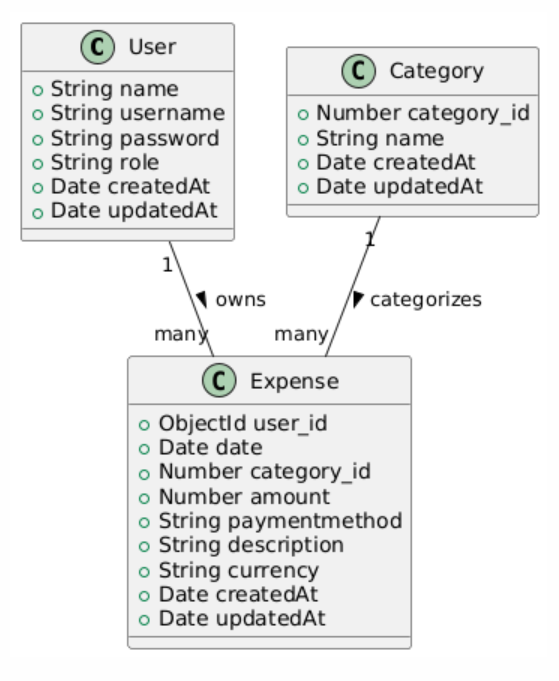 C User
String name
String username
String password
String role
Date createdAt
Date updatedAt
C Category
Number category_id
String name
Date createdAt
Date updatedAt
1
1
owns
categorizes
many
many
C Expense
ObjectId user_id
Date date
Number category_id
Number amount
String paymentmethod
String description
String currency
Date createdAt
Date updatedAt